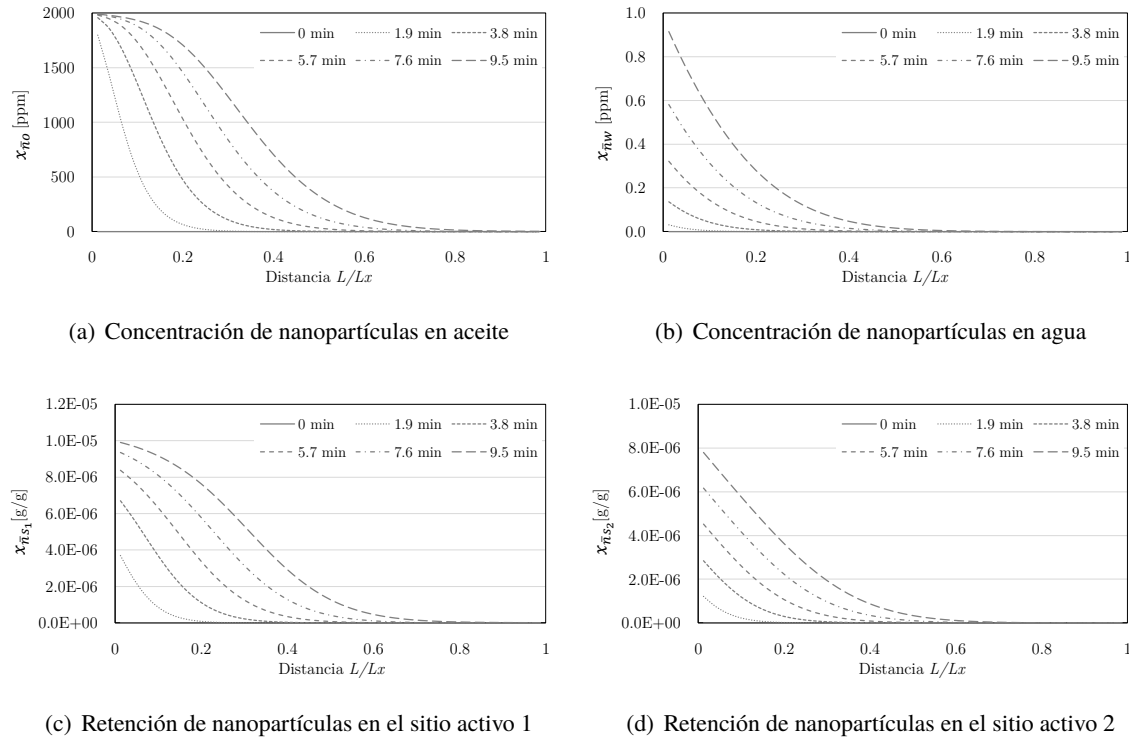 2000
1500
1000
500
0
x_n̄o [ppm]
0 min 1.9 min 3.8 min
5.7 min 7.6 min 9.5 min
0 0.2 0.4 0.6 0.8 1
Distancia L/Lx
(a) Concentración de nanopartículas en aceite
1.0
0.8
0.6
0.4
0.2
0.0
x_n̄w [ppm]
0 min 1.9 min 3.8 min
5.7 min 7.6 min 9.5 min
0 0.2 0.4 0.6 0.8 1
Distancia L/Lx
(b) Concentración de nanopartículas en agua
1.2E-05
1.0E-05
8.0E-06
6.0E-06
4.0E-06
2.0E-06
0.0E+00
x_n̄s₁[g/g]
0 min 1.9 min 3.8 min
5.7 min 7.6 min 9.5 min
0 0.2 0.4 0.6 0.8 1
Distancia L/Lx
(c) Retención de nanopartículas en el sitio activo 1
1.0E-05
8.0E-06
6.0E-06
4.0E-06
2.0E-06
0.0E+00
x_n̄s₂[g/g]
0 min 1.9 min 3.8 min
5.7 min 7.6 min 9.5 min
0 0.2 0.4 0.6 0.8 1
Distancia L/Lx
(d) Retención de nanopartículas en el sitio activo 2